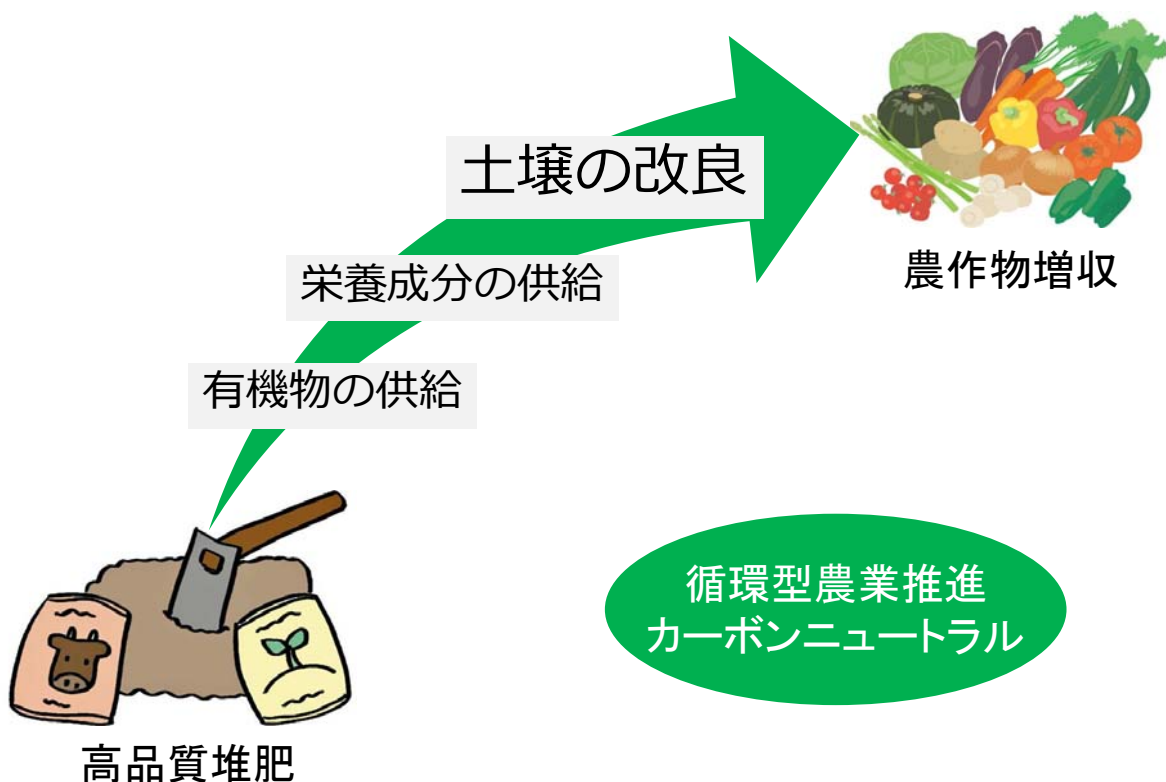 土壌の改良
農作物増収
栄養成分の供給
有機物の供給
循環型農業推進
カーボンニュートラル
高品質堆肥